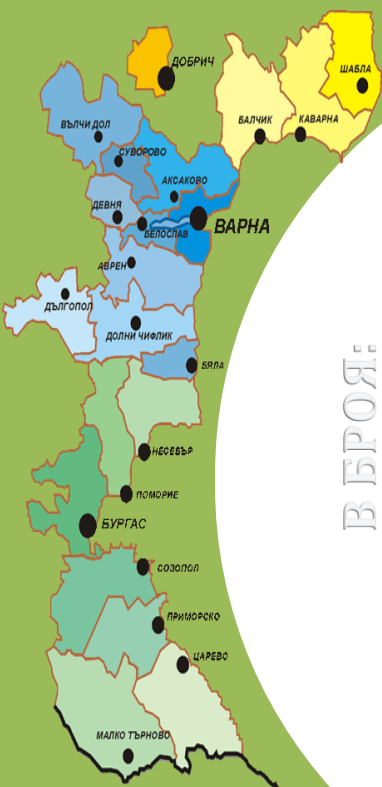 ДОБРИЧ
ШАБЛА
БАЛЧИК
КАВАРНА
ВЪЛЧИ ДОЛ
СУВОРОВО
АКСАКОВО
ДЕВНЯ
БЕЛОСЛАВ
ВАРНА
АВРЕН
ДЪЛГОПОЛ
ДОЛНИ ЧИФЛИК
БЯЛА
НЕСЕБЪР
ПОМОРИЕ
БУРГАС
СОЗОПОЛ
ПРИМОРСКО
ЦАРЕВО
МАЛКО ТЪРНОВО
В БРОЯ: